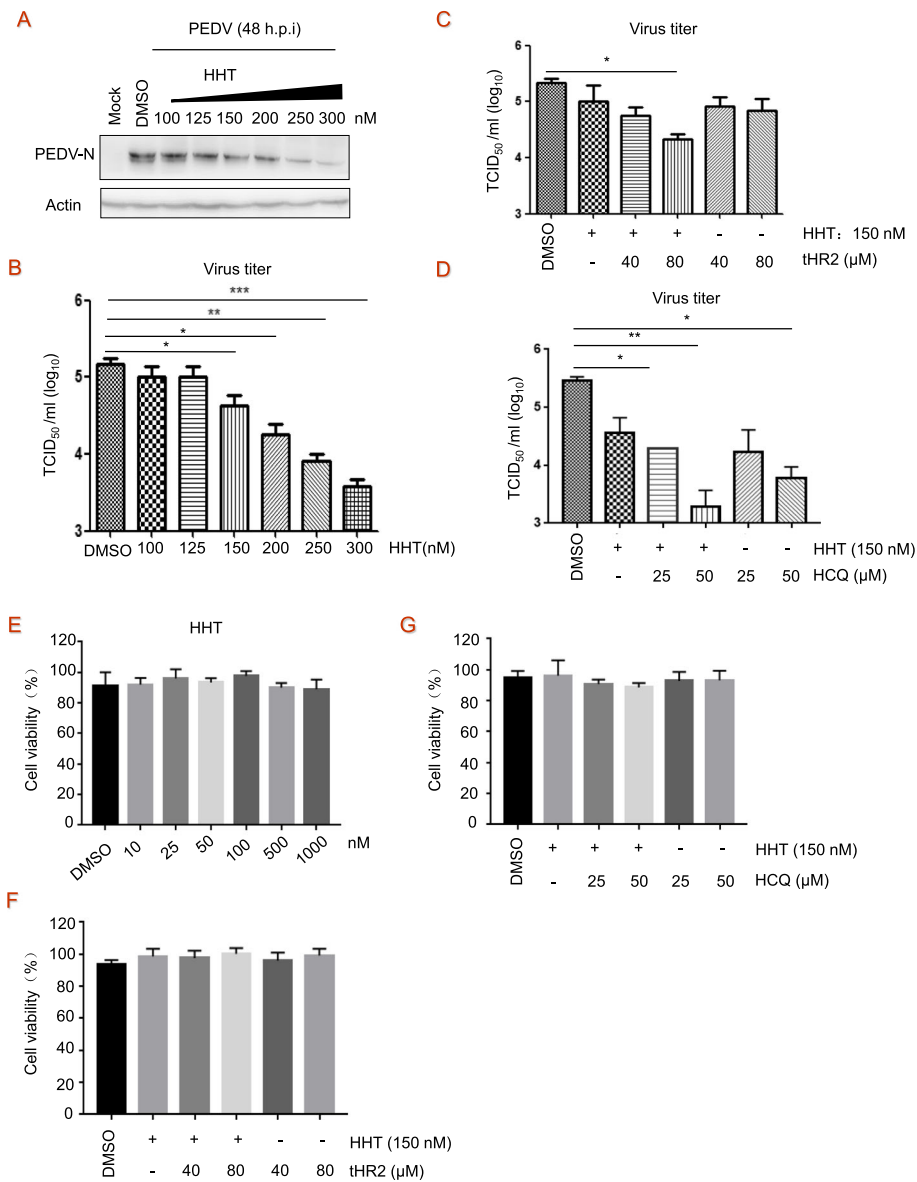 A
PEDV (48 h.p.i)
HHT
Mock
DMSO
100 125 150 200 250 300 nM
PEDV-N
Actin
B
Virus titer
***
**
*
*
TCID50/ml (log10)
6
5
4
3
DMSO 100 125 150 200 250 300 HHT(nM)
C
Virus titer
*
TCID50/ml (log10)
6
5
4
3
DMSO
+ + + - - HHT： 150 nM
- 40 80 40 80 tHR2 (µM)
D
Virus titer
*
**
*
TCID50/ml (log10)
6
5
4
3
DMSO
+ + + - - HHT (150 nM)
- 25 50 25 50 HCQ (µM)
E
HHT
Cell viability（%）
120
100
80
60
40
20
0
DMSO 10 25 50 100 500 1000 nM
G
Cell viability（%）
120
100
80
60
40
20
0
DMSO
+ + + - - HHT (150 nM)
- 25 50 25 50 HCQ (µM)
F
Cell viability（%）
120
100
80
60
40
20
0
DMSO
+ + + - - HHT (150 nM)
- 40 80 40 80 tHR2 (µM)